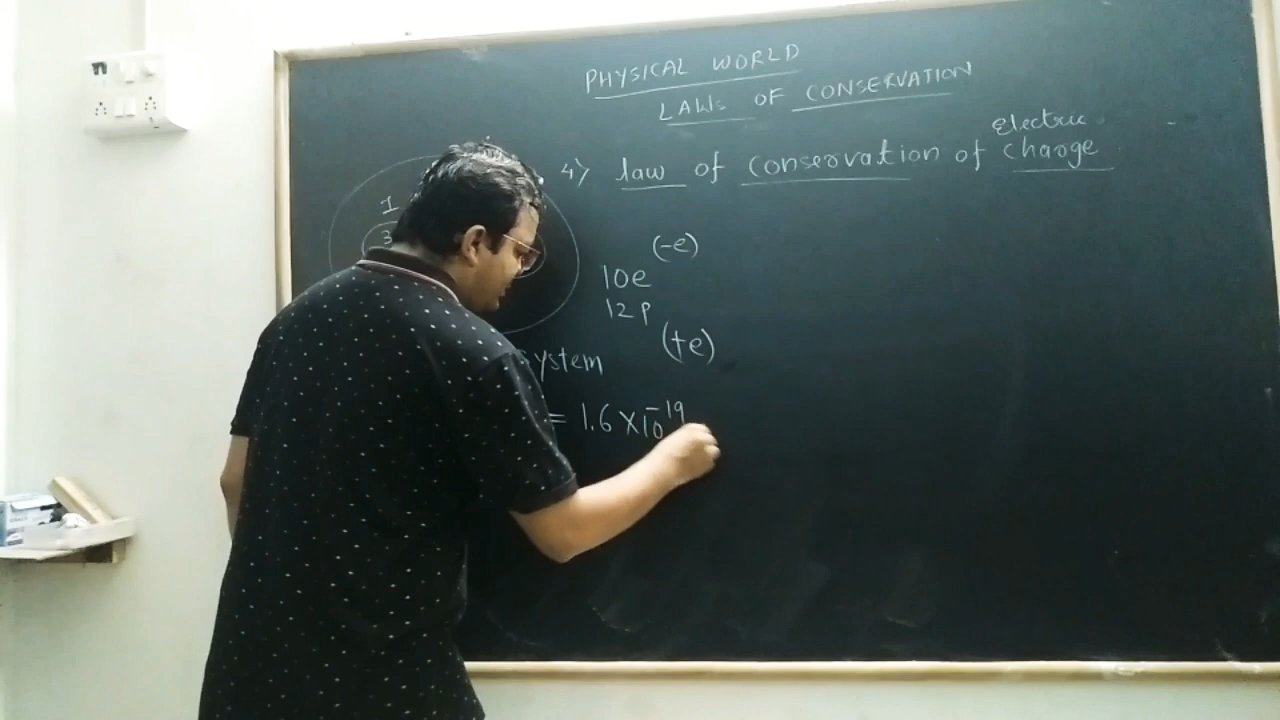 PHYSICAL WORLD
LAWS OF CONSERVATION
4) law of conservation of electric charge
I
3
(-e)
10e
12p
(+e)
system
= 1.6 × 10⁻¹⁹